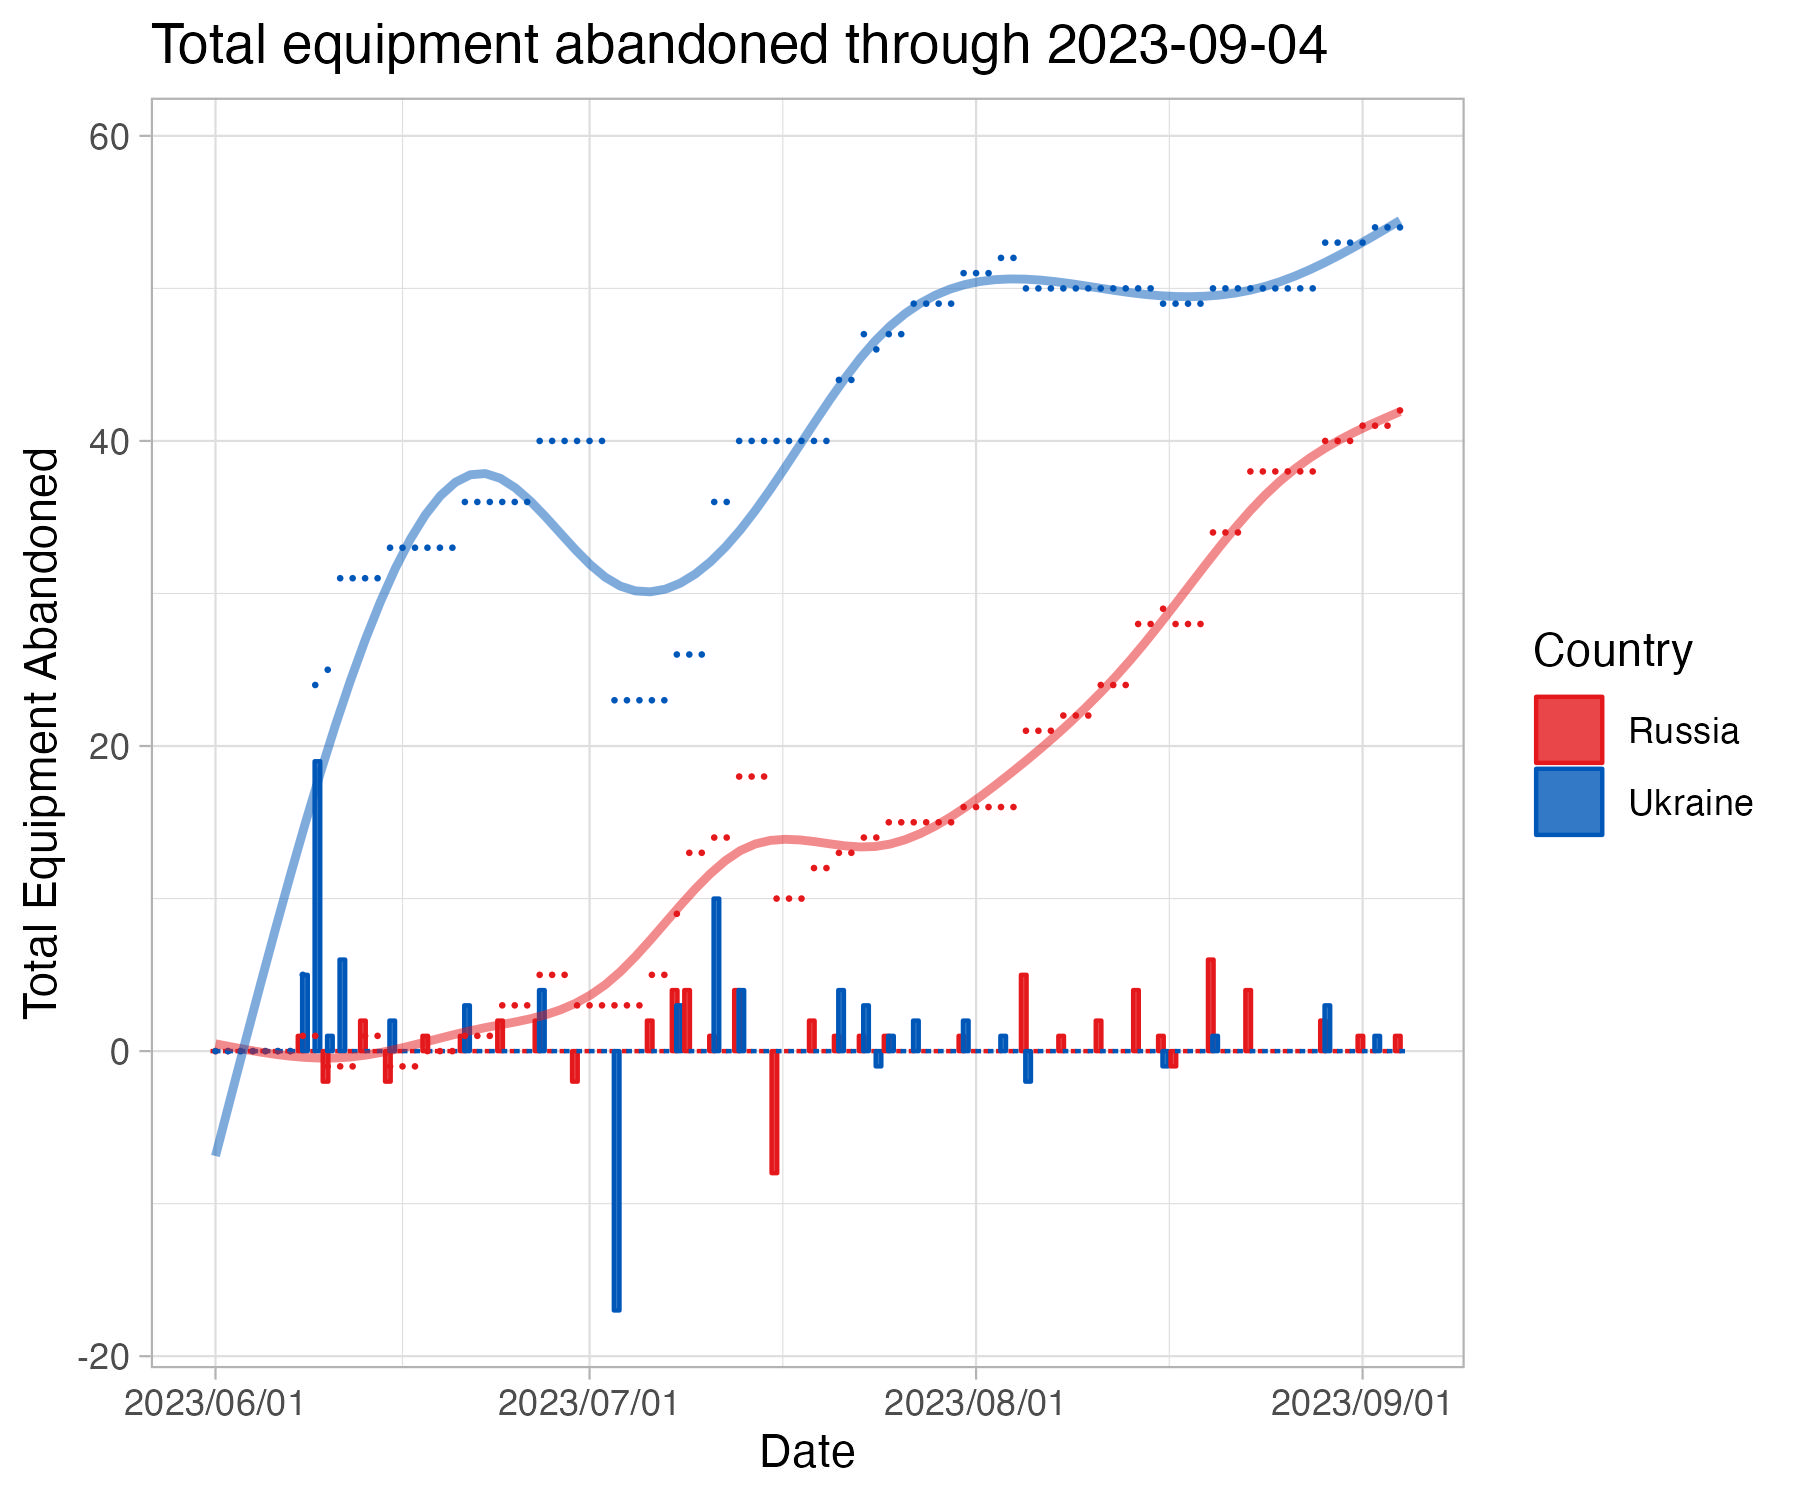 Total equipment abandoned through 2023-09-04
Total Equipment Abandoned
60
40
20
0
-20
2023/06/01
2023/07/01
2023/08/01
2023/09/01
Date
Country
Russia
Ukraine